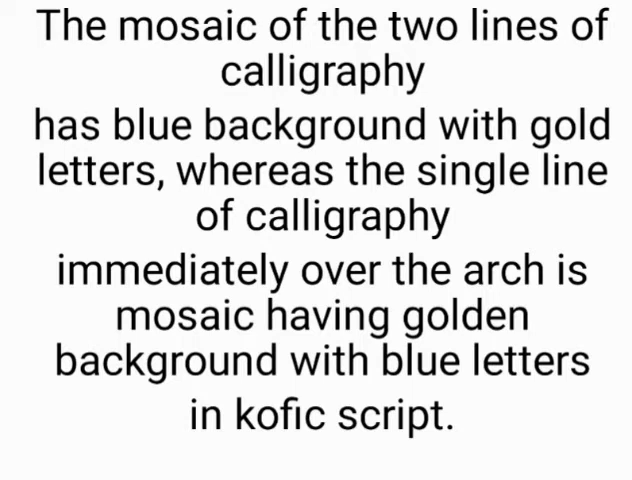 The mosaic of the two lines of
calligraphy
has blue background with gold
letters, whereas the single line
of calligraphy
immediately over the arch is
mosaic having golden
background with blue letters
in kofic script.